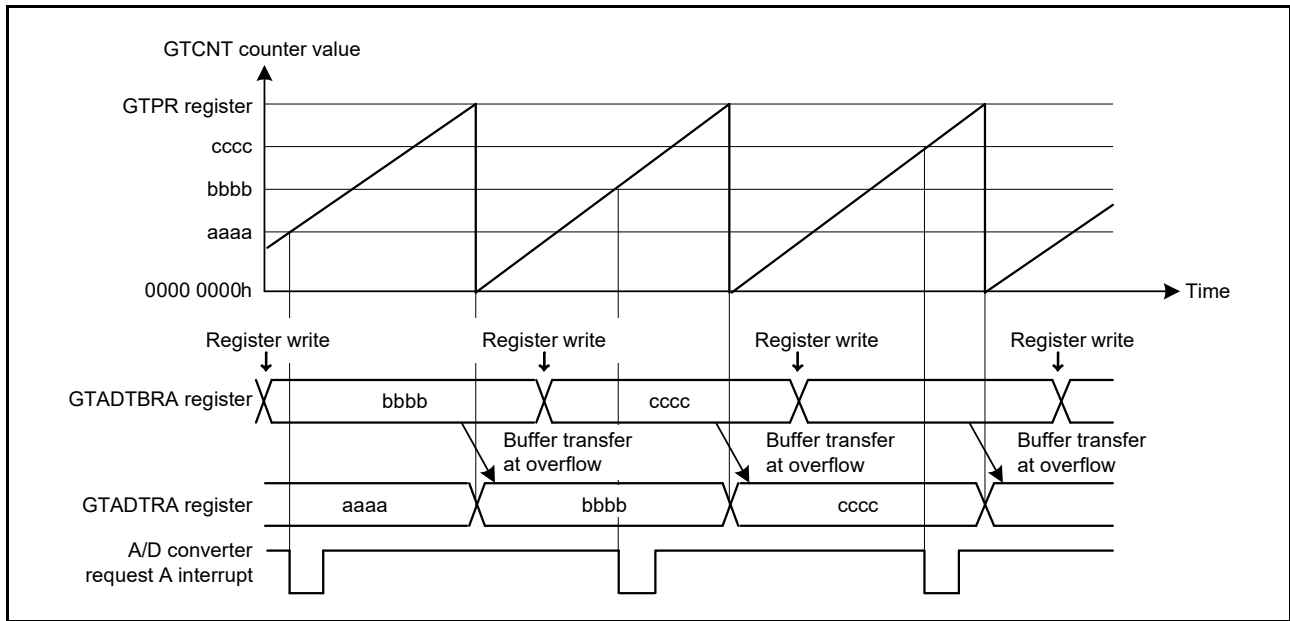 GTCNT counter value
GTPR register
cccc
bbbb
aaaa
0000 0000h
Time
Register write
Register write
Register write
Register write
GTADTBRA register
bbbb
cccc
Buffer transfer
at overflow
Buffer transfer
at overflow
Buffer transfer
at overflow
GTADTRA register
aaaa
bbbb
cccc
A/D converter
request A interrupt